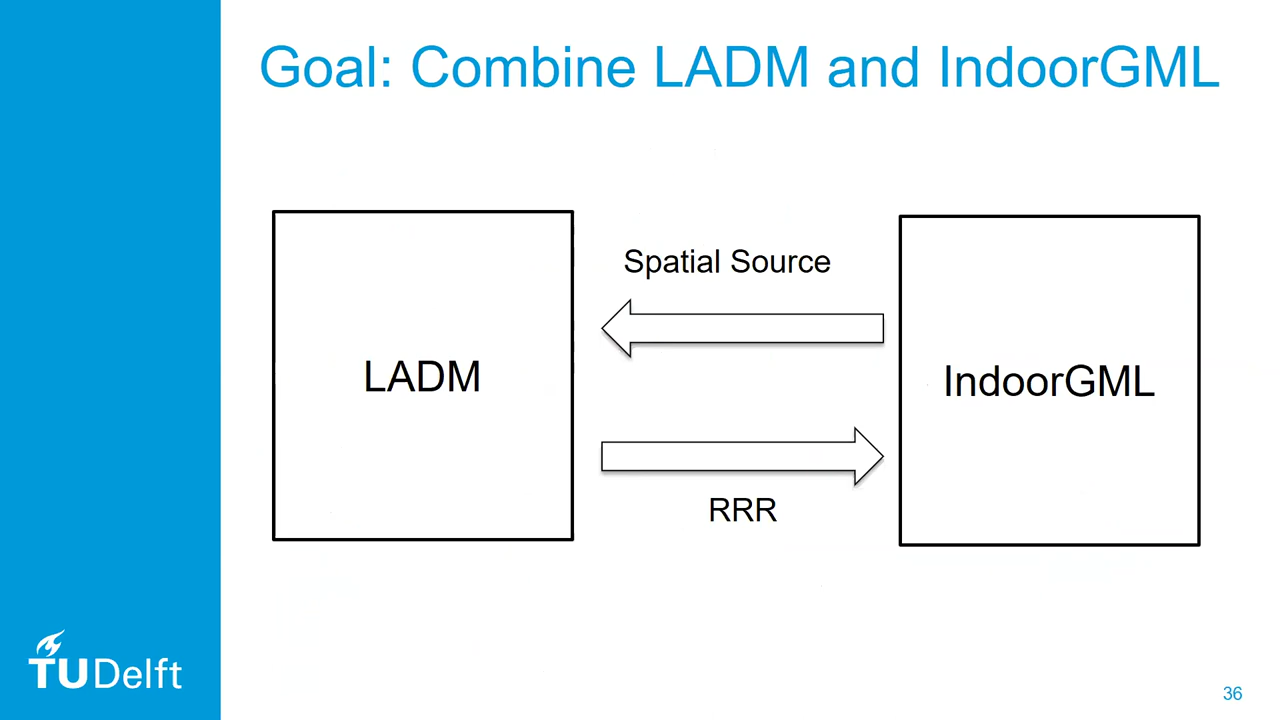 Goal: Combine LADM and IndoorGML
Spatial Source
LADM
IndoorGML
RRR
TUDelft
36